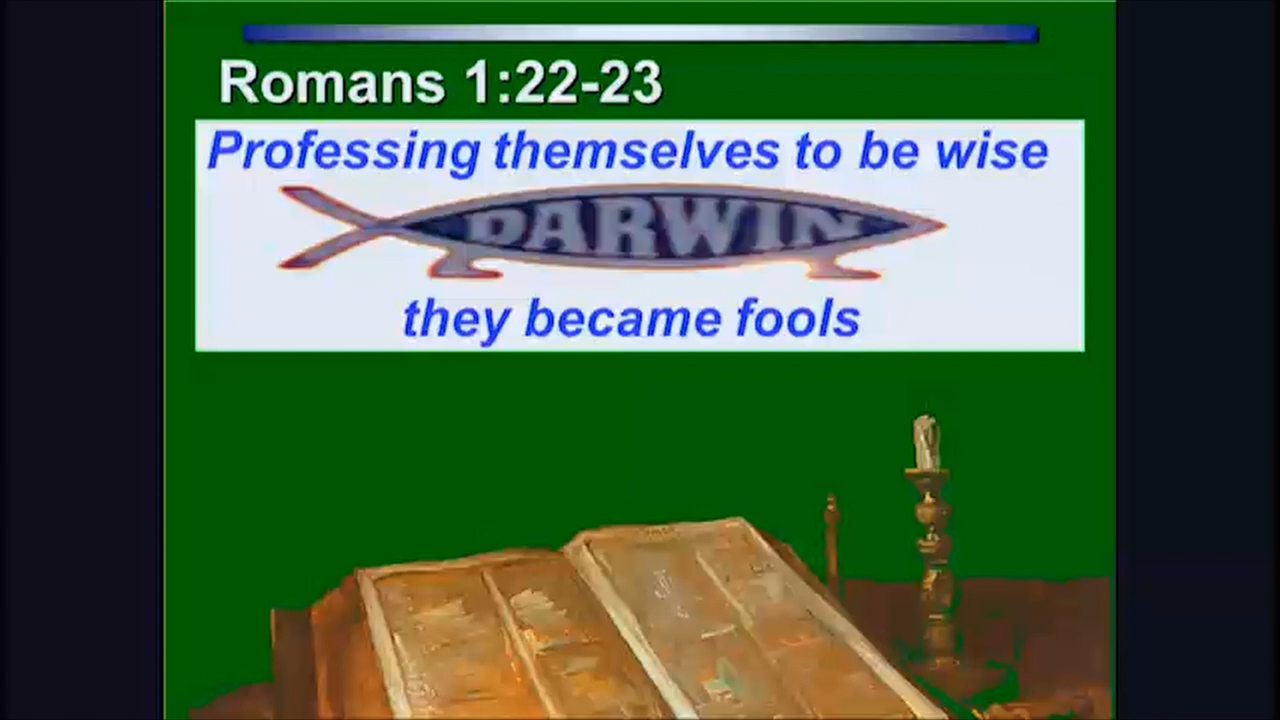 Romans 1:22-23
Professing themselves to be wise
DARWIN
they became fools